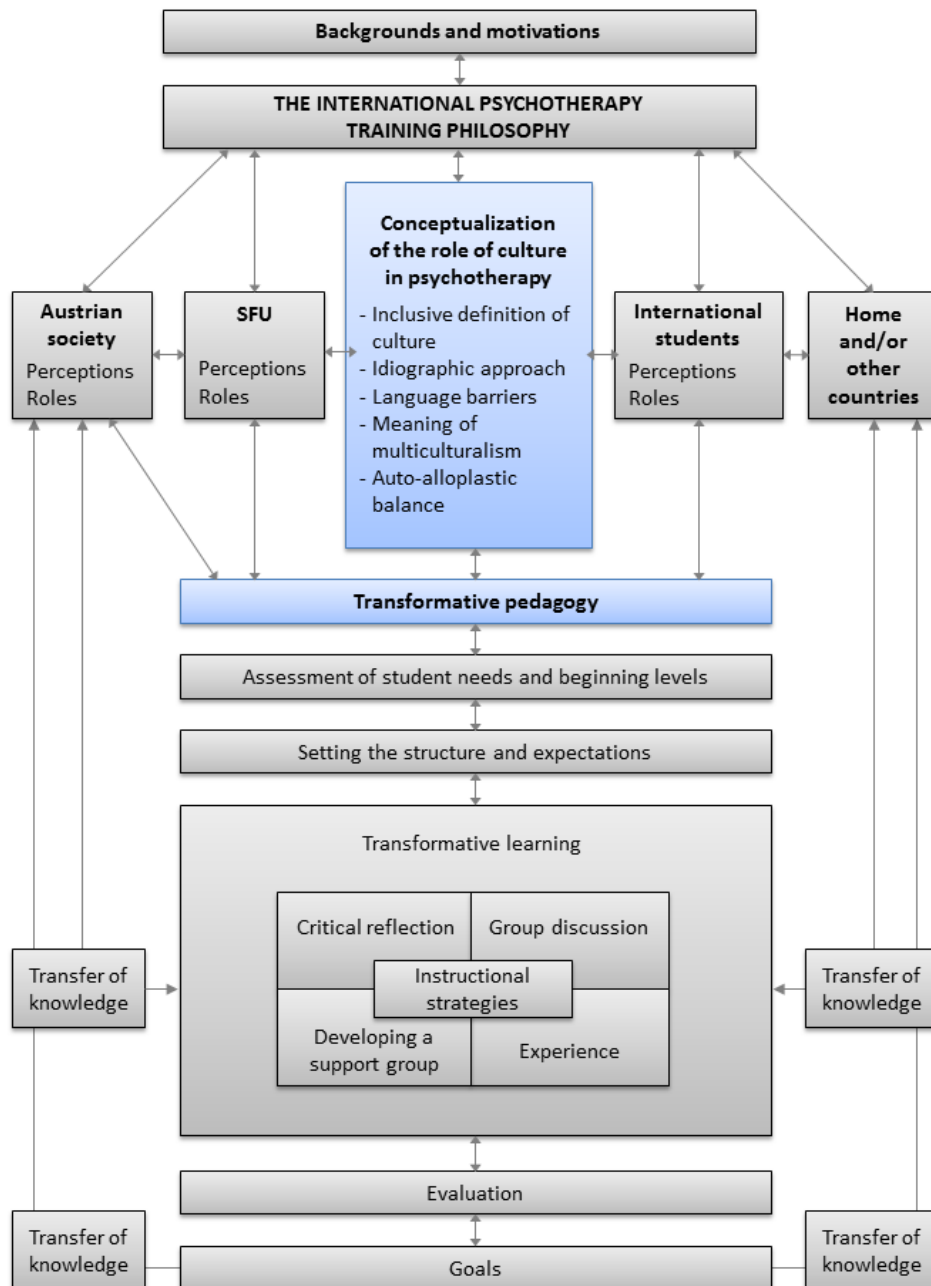 Backgrounds and motivations
THE INTERNATIONAL PSYCHOTHERAPY
TRAINING PHILOSOPHY
Conceptualization
of the role of culture
in psychotherapy
- Inclusive definition of
culture
- Idiographic approach
- Language barriers
- Meaning of
multiculturalism
- Auto-alloplastic
balance
Austrian
society
Perceptions
Roles
SFU
Perceptions
Roles
International
students
Perceptions
Roles
Home
and/or
other
countries
Transformative pedagogy
Assessment of student needs and beginning levels
Setting the structure and expectations
Transformative learning
Critical reflection
Group discussion
Instructional
strategies
Developing a
support group
Experience
Transfer of
knowledge
Transfer of
knowledge
Evaluation
Transfer of
knowledge
Goals
Transfer of
knowledge